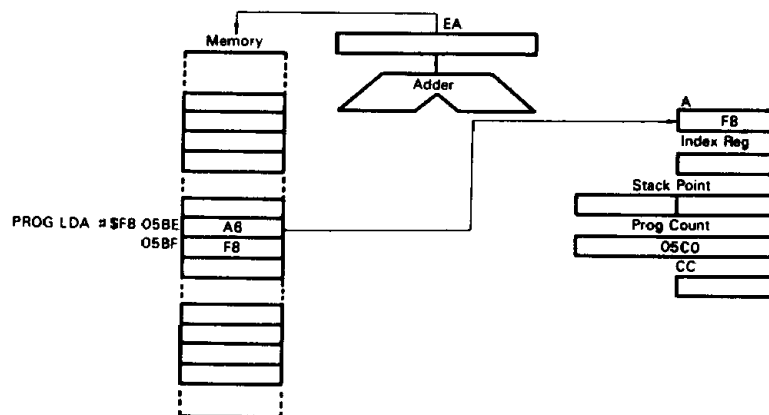 EA
Memory
Adder
A
F8
Index Reg
Stack Point
PROG LDA #$F8 05BE A6
Prog Count
05BF F8
05C0
CC